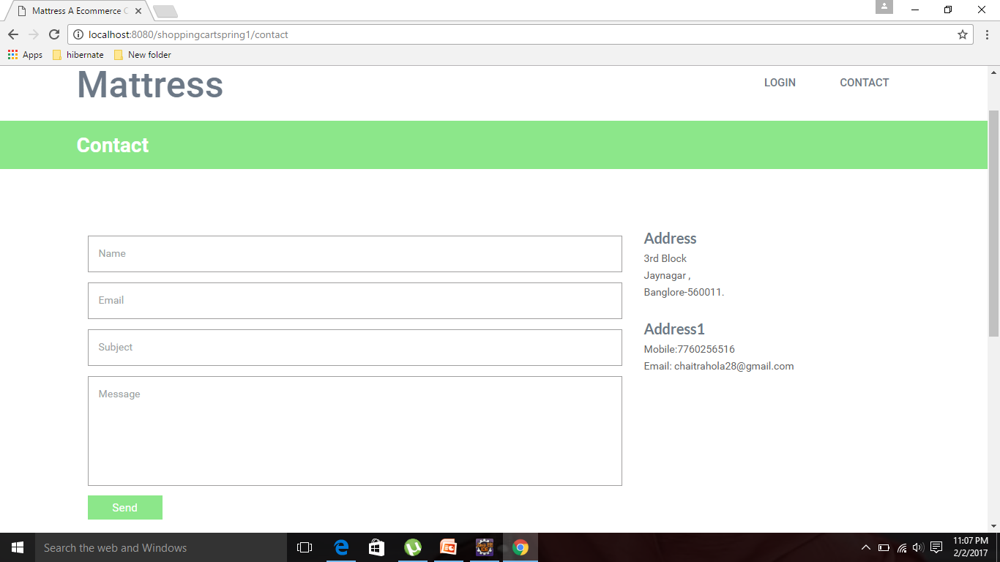 Mattress A Ecommerce C
localhost:8080/shoppingcartspring1/contact
Apps hibernate New folder
Mattress
LOGIN CONTACT
Contact
Name
Email
Subject
Message
Send
Address
3rd Block
Jaynagar ,
Banglore-560011.
Address1
Mobile:7760256516
Email: chaitrahola28@gmail.com
Search the web and Windows
11:07 PM
2/2/2017